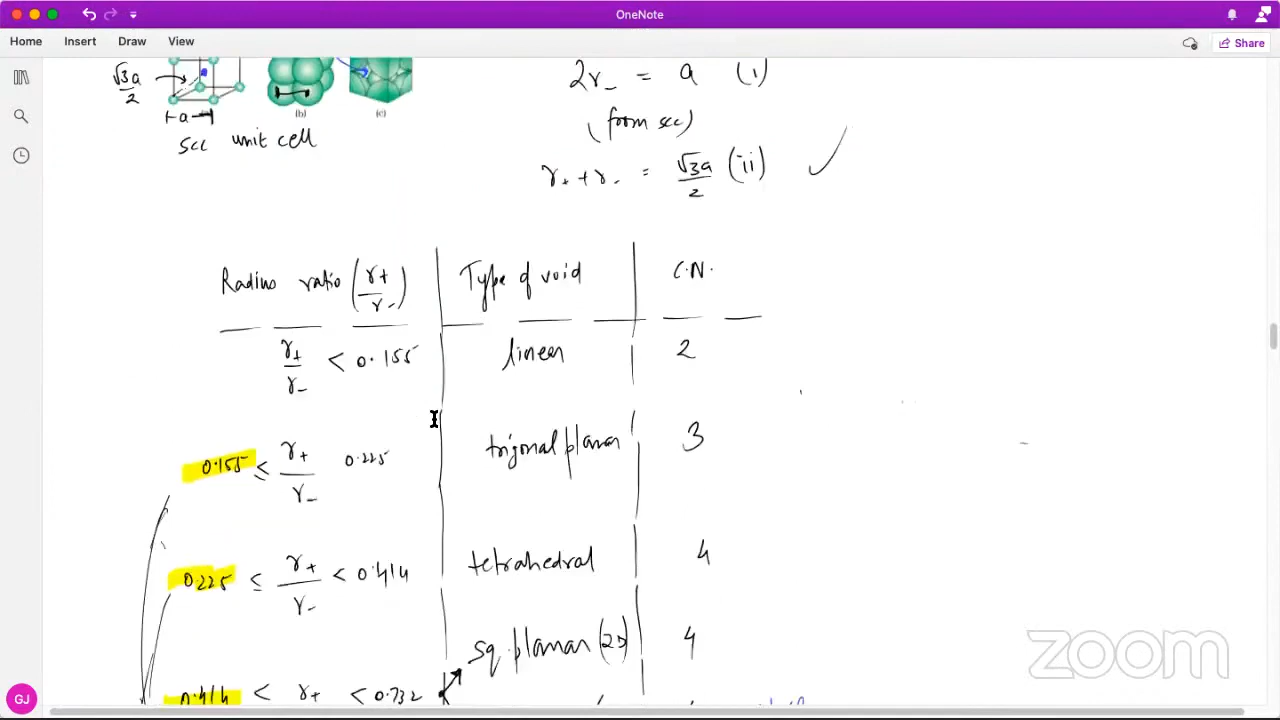 OneNote
Home Insert Draw View
Share
√3a/2
a
(b)
(c)
scc unit cell
2r₋ = a (i)
(from scc)
r₊ + r₋ = √3a/2 (ii) ✓
Radius ratio (r₊/r₋) Type of void C.N.
r₊/r₋ < 0.155 linear 2
0.155 ≤ r₊/r₋ 0.225 trigonal planar 3
0.225 ≤ r₊/r₋ < 0.414 tetrahedral 4
sq. planar (2D) 4
0.414 < r₊ < 0.732
zoom
GJ